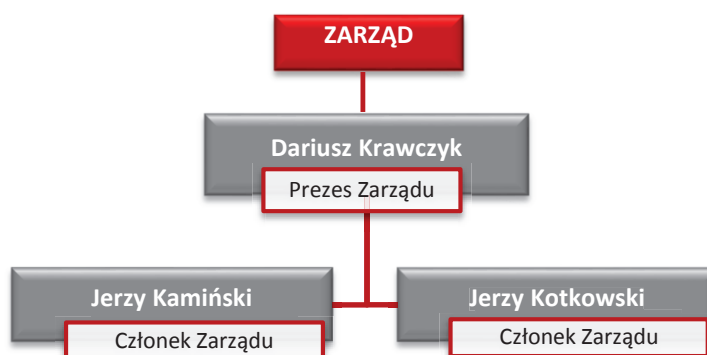 ZARZĄD
Dariusz Krawczyk
Prezes Zarządu
Jerzy Kamiński
Członek Zarządu
Jerzy Kotkowski
Członek Zarządu